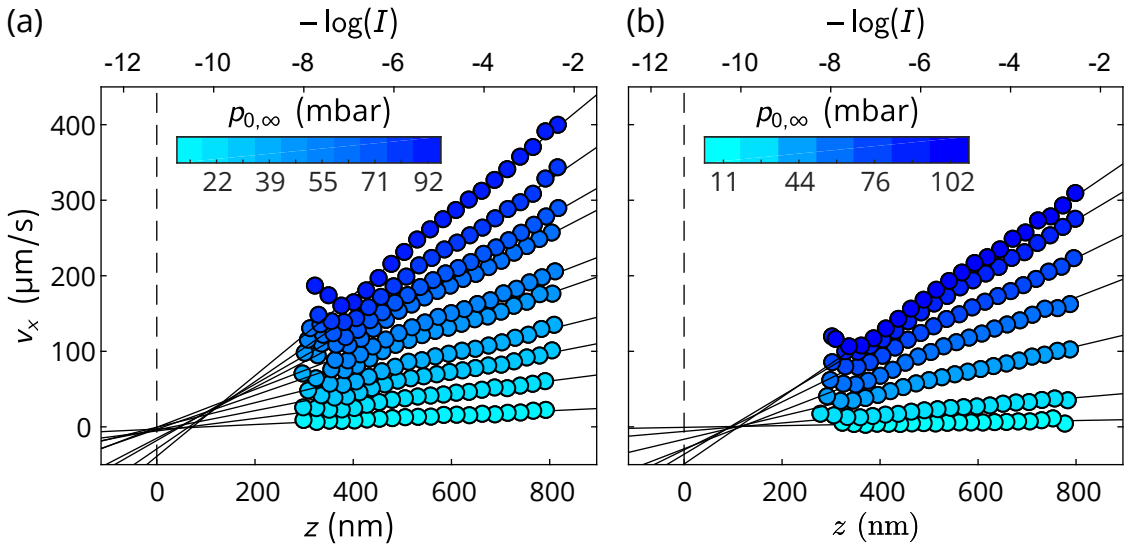 (a)
− log(I)
-12 -10 -8 -6 -4 -2
p0,∞ (mbar)
22 39 55 71 92
400
300
200
100
0
vx (μm/s)
0 200 400 600 800
z (nm)
(b)
− log(I)
-12 -10 -8 -6 -4 -2
p0,∞ (mbar)
11 44 76 102
0 200 400 600 800
z (nm)